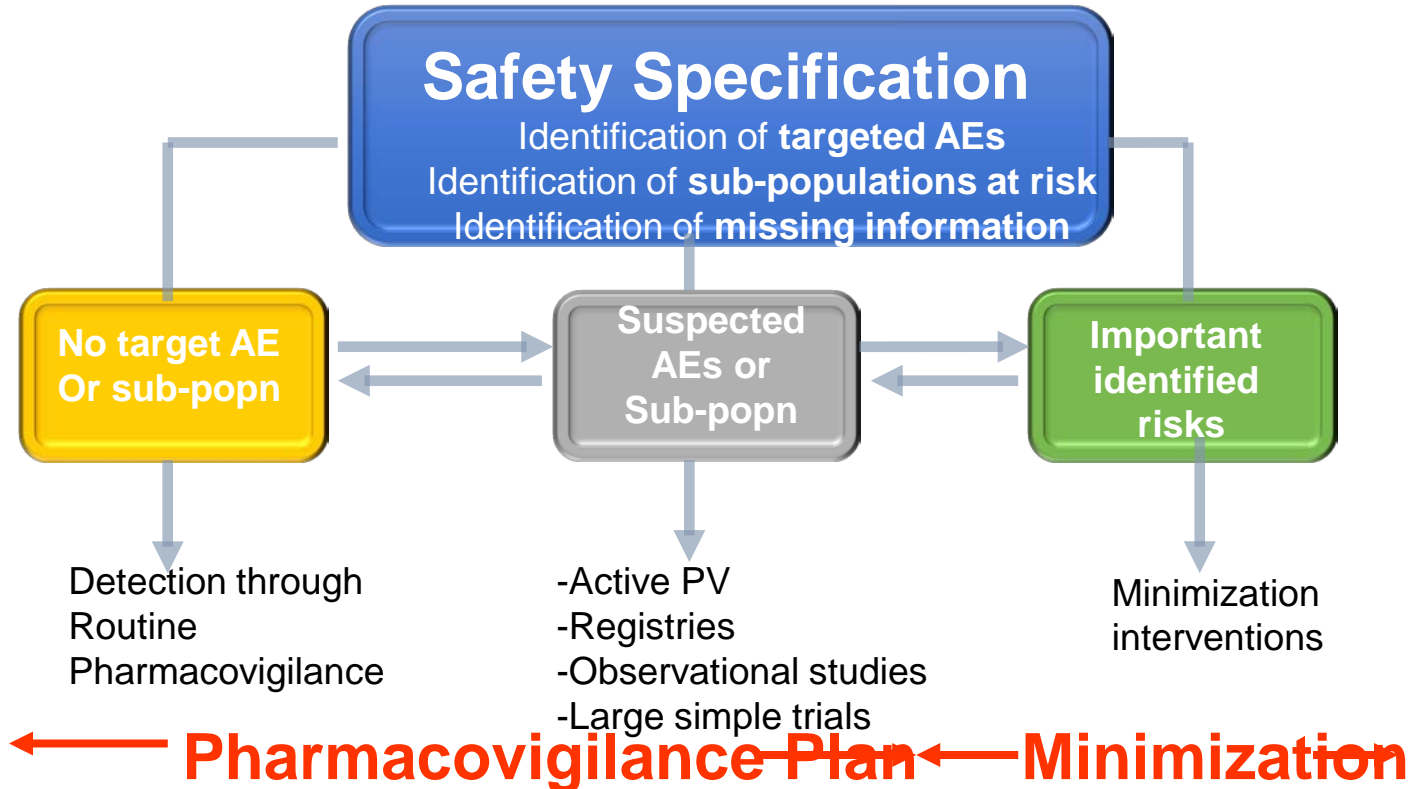 Safety Specification
Identification of targeted AEs
Identification of sub-populations at risk
Identification of missing information
No target AE
Or sub-popn
Suspected
AEs or
Sub-popn
Important
identified
risks
Detection through
Routine
Pharmacovigilance
-Active PV
-Registries
-Observational studies
-Large simple trials
Minimization
interventions
Pharmacovigilance Plan
Minimization